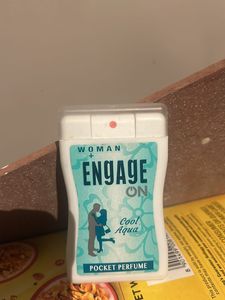 WOMAN
+
ENGAGE
ON
Cool
Aqua
POCKET PERFUME